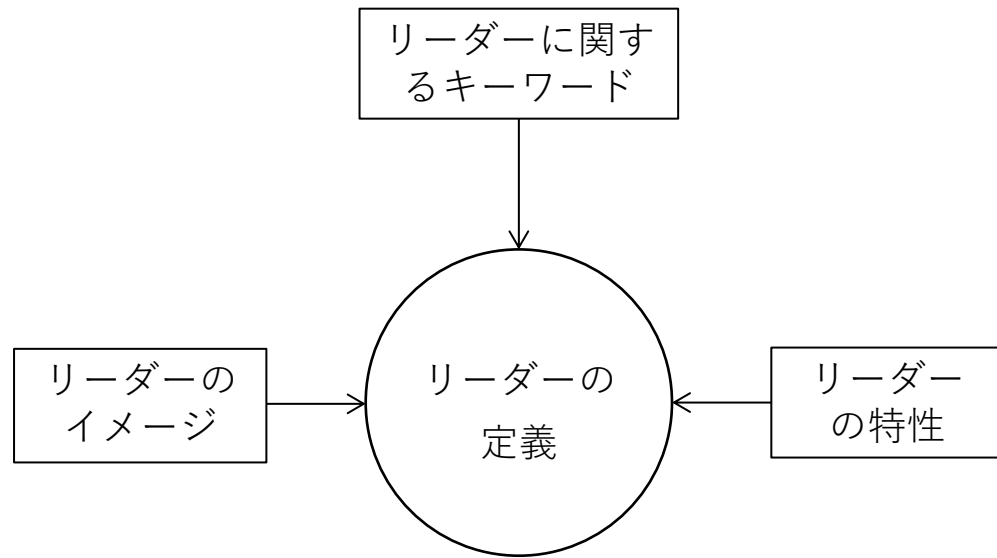 リーダーに関す
るキーワード
リーダーの
イメージ
リーダーの
定義
リーダー
の特性